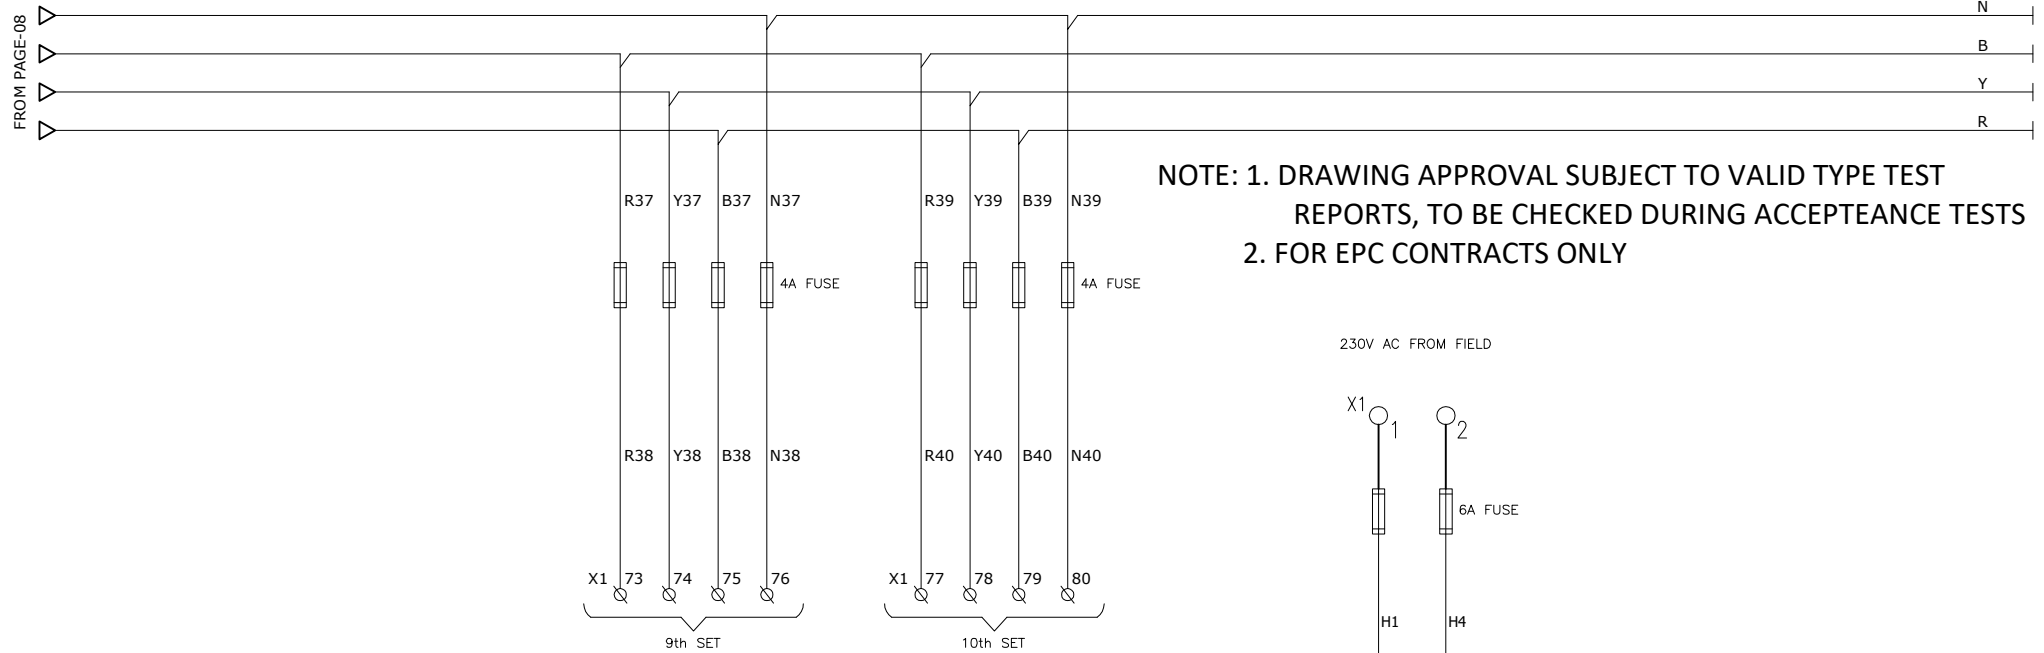 FROM PAGE-08
N
B
Y
R
R37 Y37 B37 N37
R39 Y39 B39 N39
NOTE: 1. DRAWING APPROVAL SUBJECT TO VALID TYPE TEST
REPORTS, TO BE CHECKED DURING ACCEPTEANCE TESTS
2. FOR EPC CONTRACTS ONLY
4A FUSE
4A FUSE
230V AC FROM FIELD
X1 1 2
R38 Y38 B38 N38
R40 Y40 B40 N40
6A FUSE
X1 73 74 75 76
X1 77 78 79 80
H1 H4
9th SET
10th SET